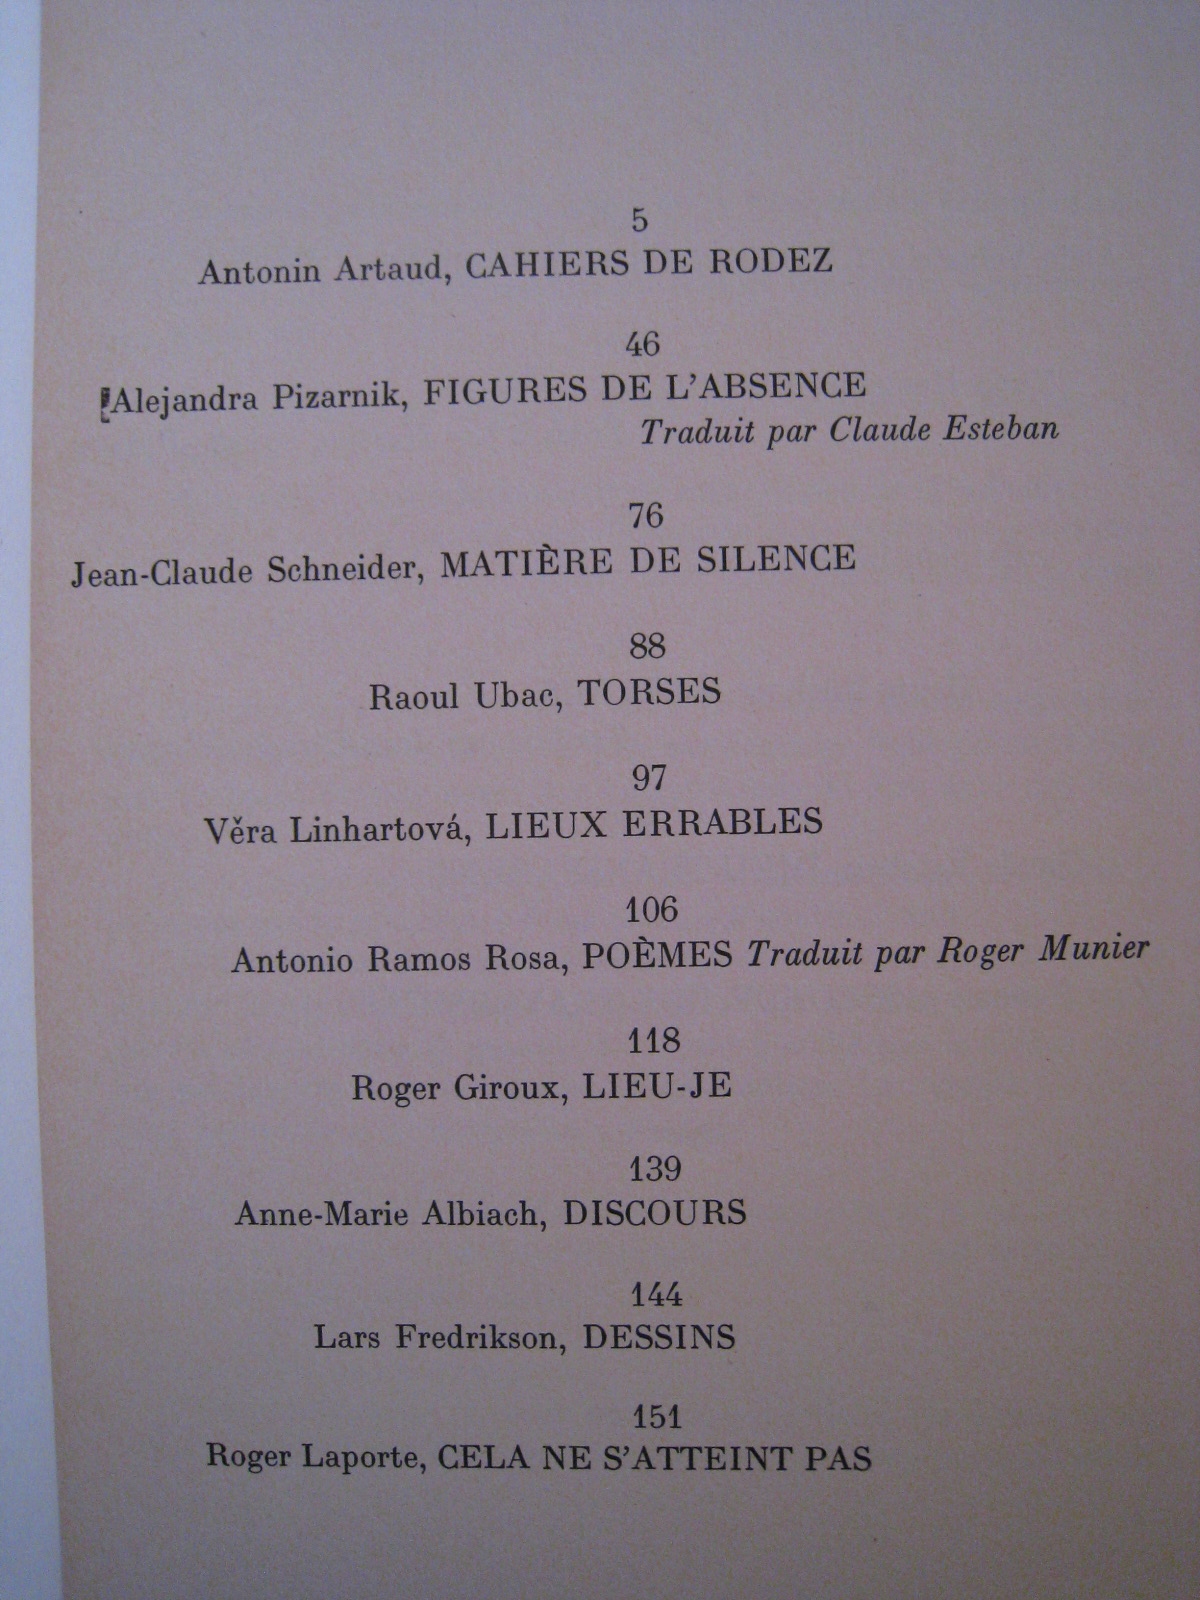 5
Antonin Artaud, CAHIERS DE RODEZ
46
Alejandra Pizarnik, FIGURES DE L'ABSENCE
Traduit par Claude Esteban
76
Jean-Claude Schneider, MATIÈRE DE SILENCE
88
Raoul Ubac, TORSES
97
Věra Linhartová, LIEUX ERRABLES
106
Antonio Ramos Rosa, POÈMES Traduit par Roger Munier
118
Roger Giroux, LIEU-JE
139
Anne-Marie Albiach, DISCOURS
144
Lars Fredrikson, DESSINS
151
Roger Laporte, CELA NE S'ATTEINT PAS